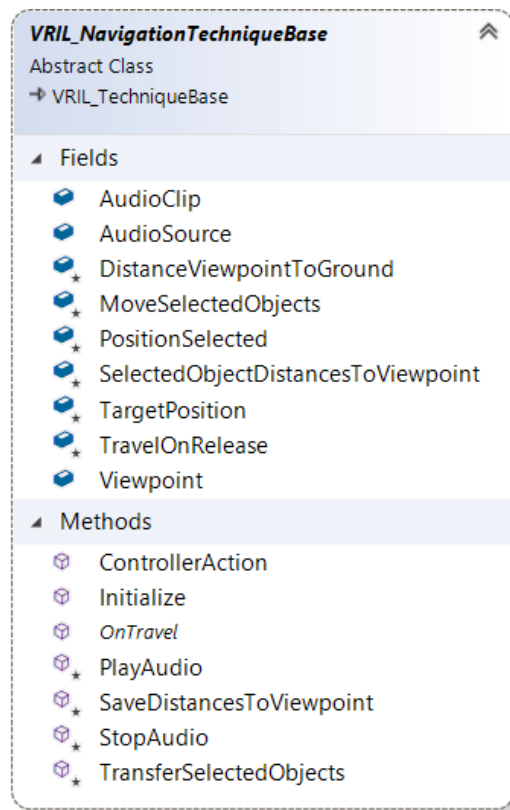 VRIL_NavigationTechniqueBase
Abstract Class
VRIL_TechniqueBase
Fields
AudioClip
AudioSource
DistanceViewpointToGround
MoveSelectedObjects
PositionSelected
SelectedObjectDistancesToViewpoint
TargetPosition
TravelOnRelease
Viewpoint
Methods
ControllerAction
Initialize
OnTravel
PlayAudio
SaveDistancesToViewpoint
StopAudio
TransferSelectedObjects